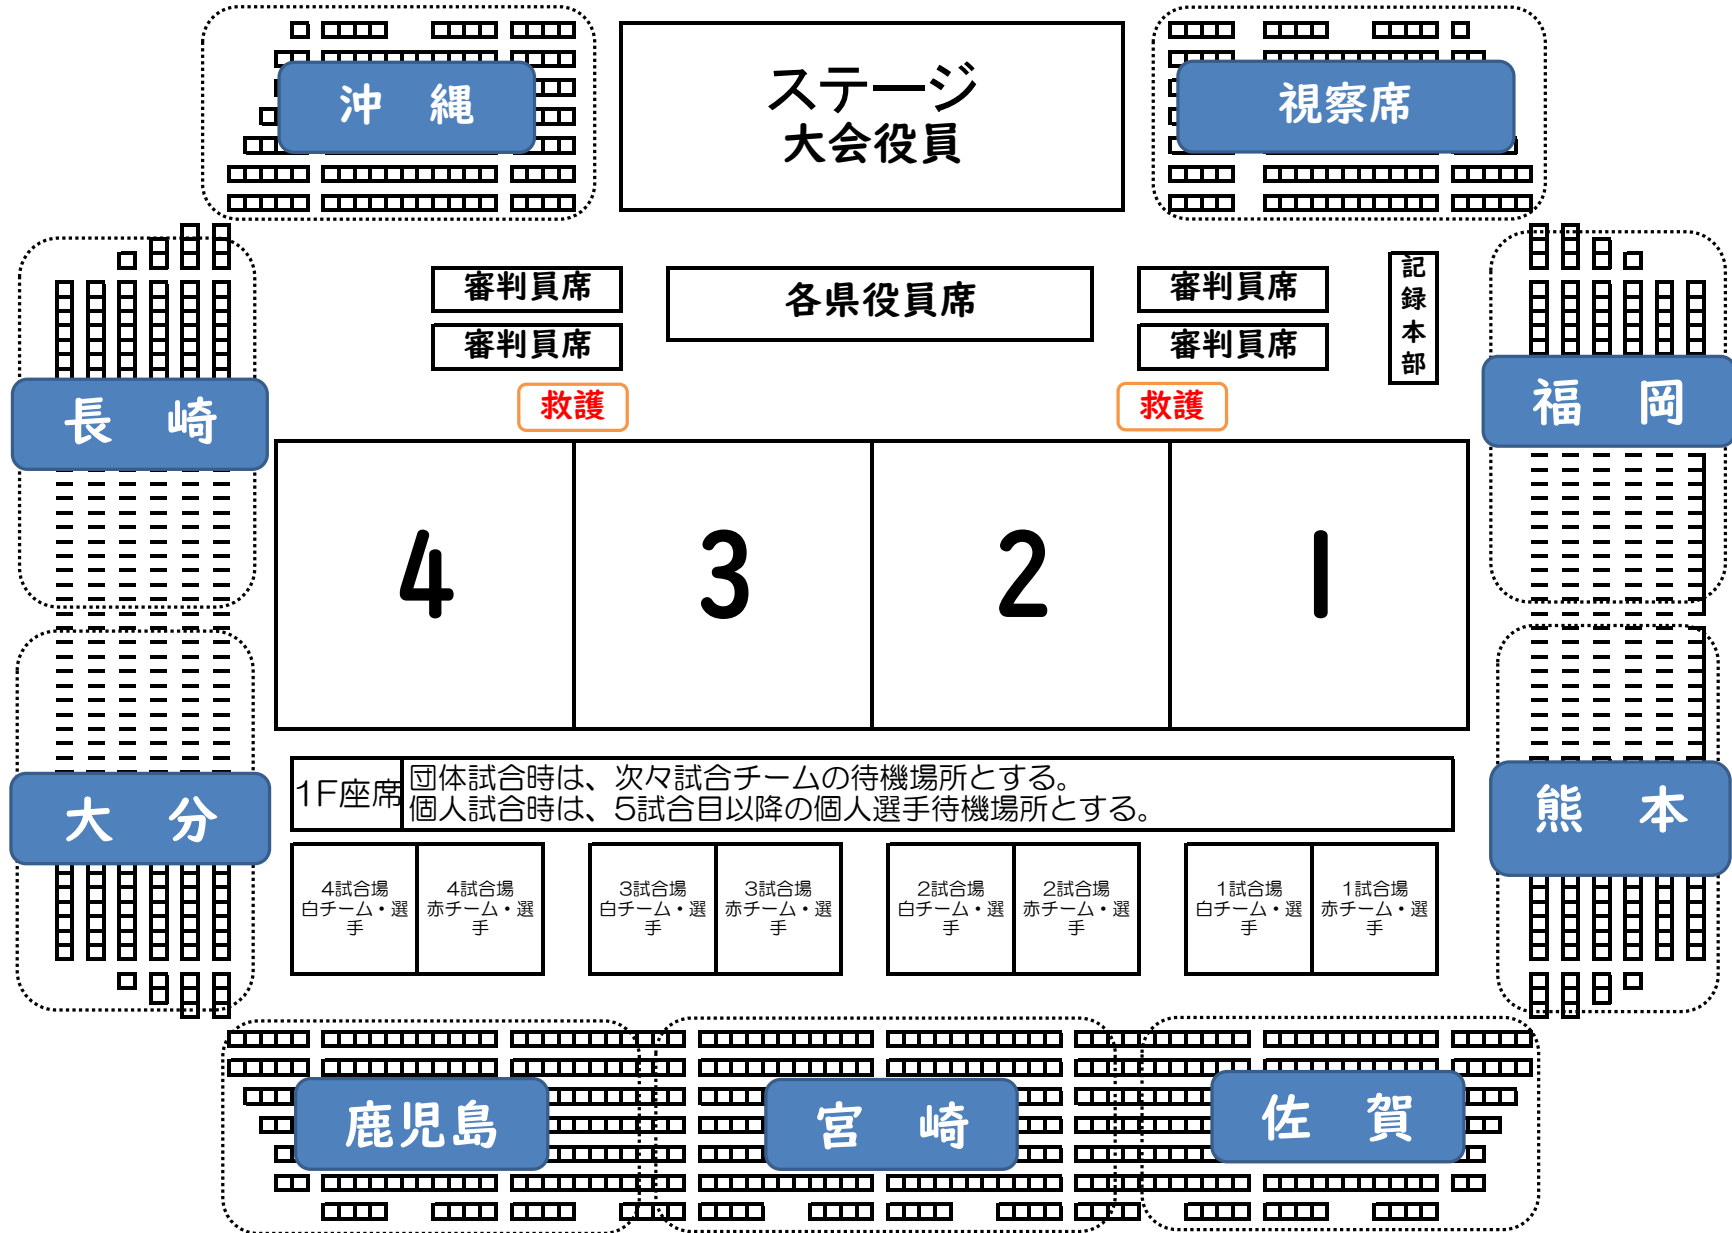 沖　縄
ステージ
大会役員
視察席
審判員席
審判員席
各県役員席
審判員席
審判員席
記録本部
救護
救護
長　崎
福　岡
4
3
2
1
1F座席
団体試合時は、次々試合チームの待機場所とする。
個人試合時は、5試合目以降の個人選手待機場所とする。
大　分
熊　本
4試合場
白チーム・選
手
4試合場
赤チーム・選
手
3試合場
白チーム・選
手
3試合場
赤チーム・選
手
2試合場
白チーム・選
手
2試合場
赤チーム・選
手
1試合場
白チーム・選
手
1試合場
赤チーム・選
手
鹿児島
宮　崎
佐　賀